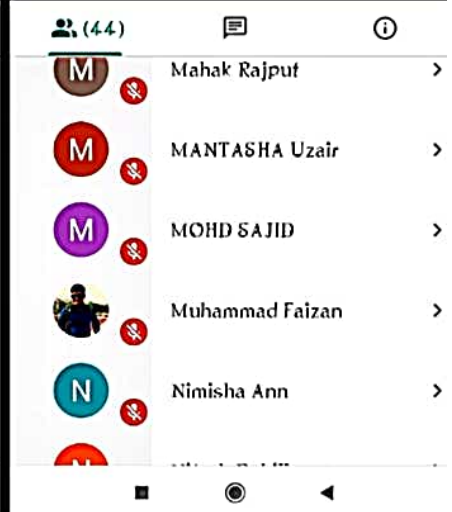 (44)
M
Mahak Rajput
M
MANTASHA Uzair
M
MOHD SAJID
Muhammad Faizan
N
Nimisha Ann